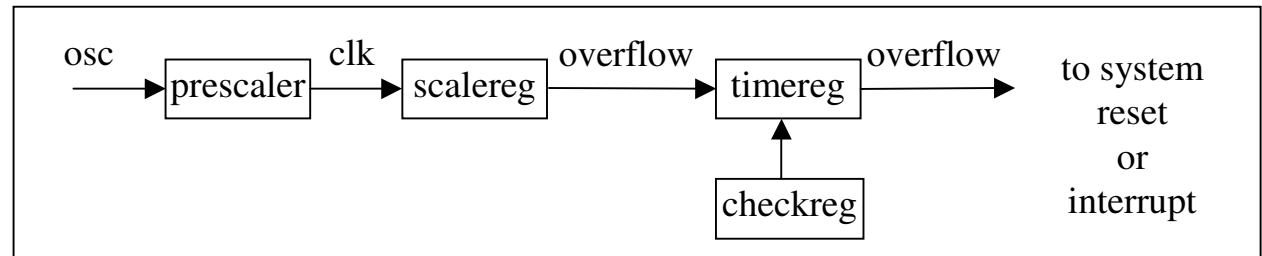 osc
prescaler
clk
scalereg
overflow
timereg
overflow
checkreg
to system
reset
or
interrupt